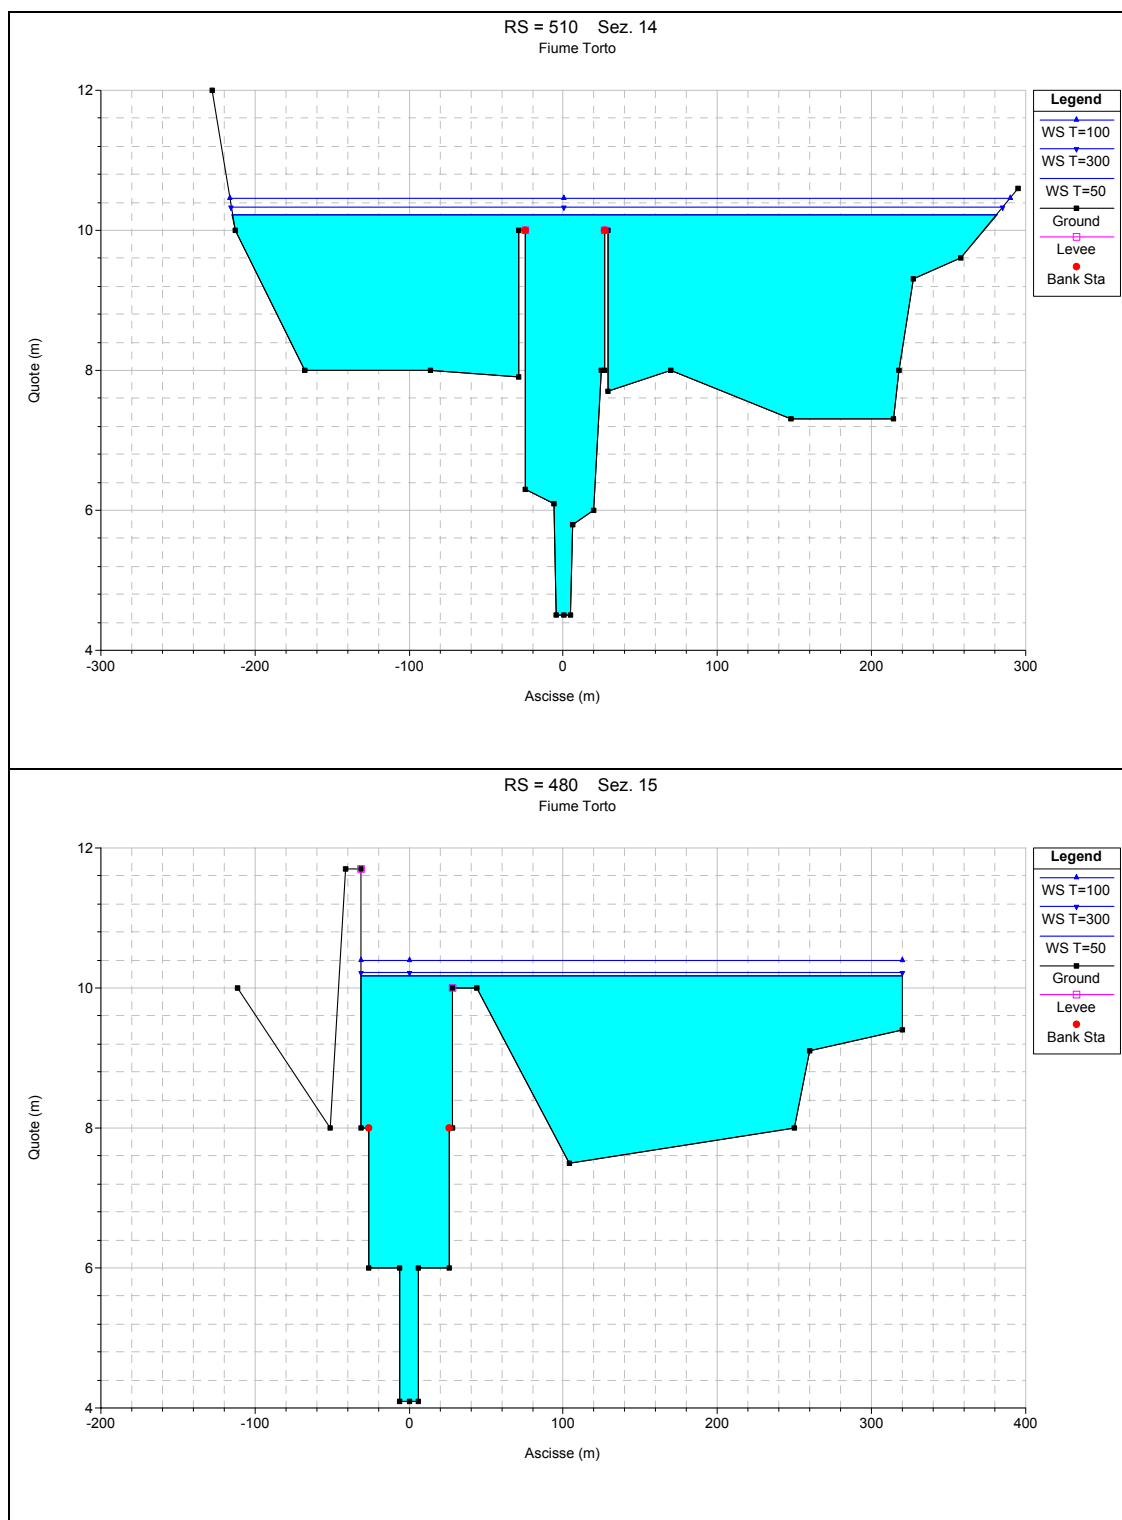 RS = 510 Sez. 14
Fiume Torto
Legend
WS T=100
WS T=300
WS T=50
Ground
Levee
Bank Sta
12
10
8
6
4
Quote (m)
-300
-200
-100
0
100
200
300
Ascisse (m)
RS = 480 Sez. 15
Fiume Torto
Legend
WS T=100
WS T=300
WS T=50
Ground
Levee
Bank Sta
12
10
8
6
4
Quote (m)
-200
-100
0
100
200
300
400
Ascisse (m)